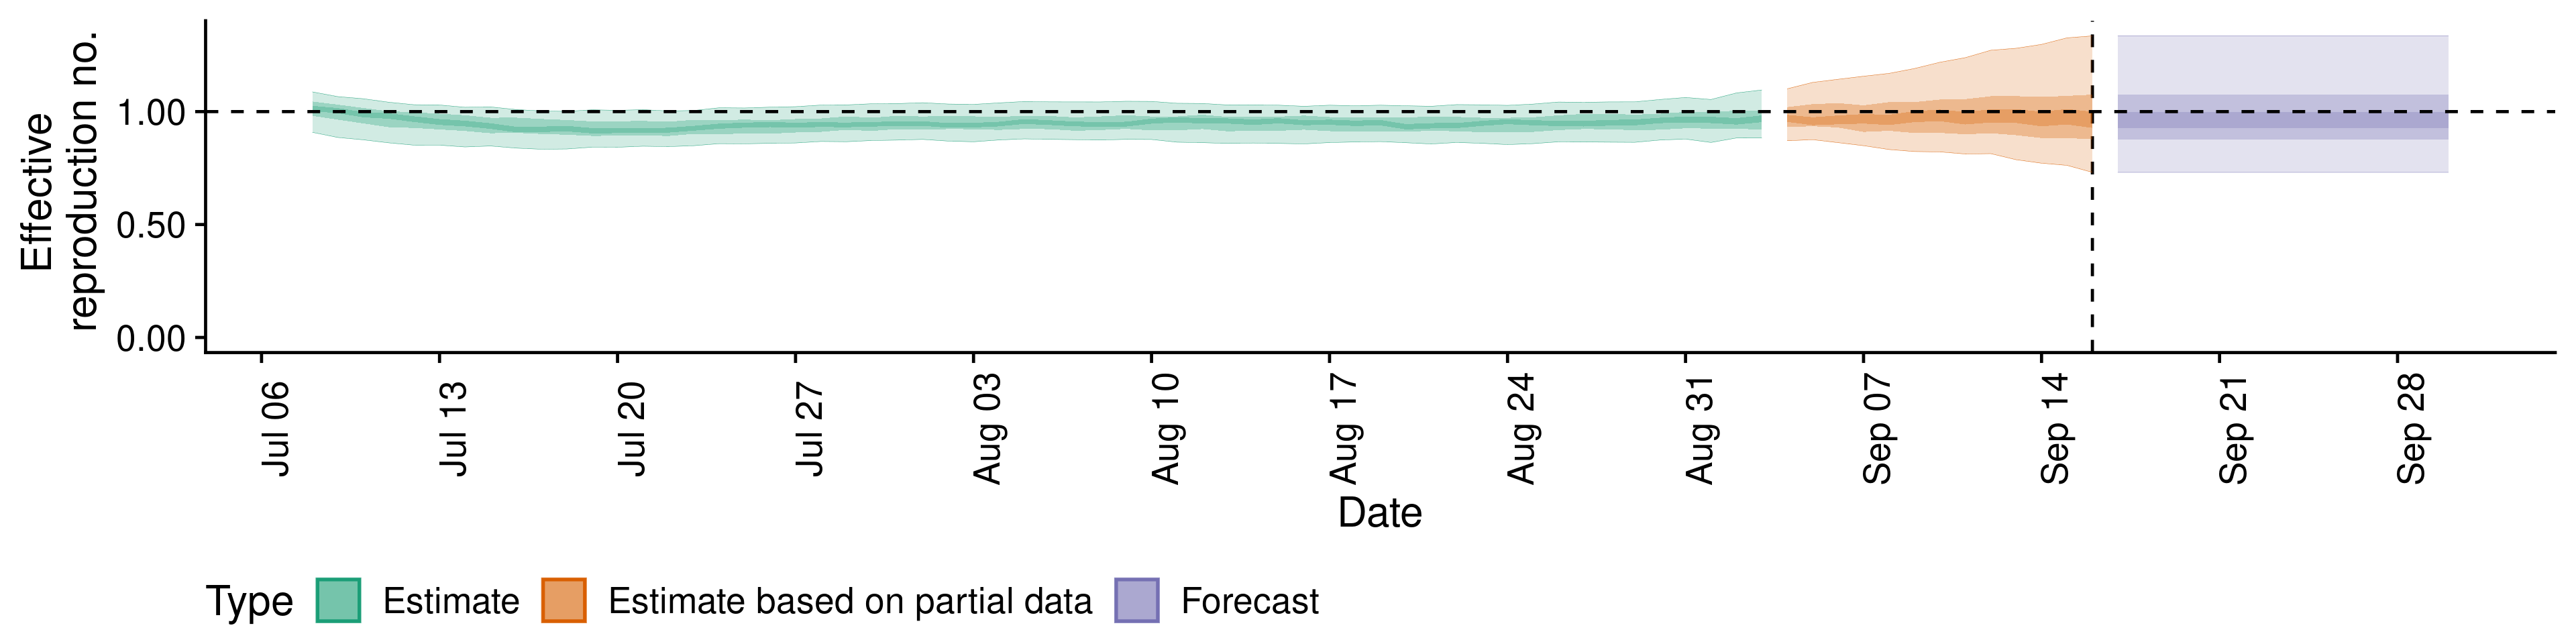 Effective
reproduction no.
1.00
0.50
0.00
Jul 06
Jul 13
Jul 20
Jul 27
Aug 03
Aug 10
Aug 17
Aug 24
Aug 31
Sep 07
Sep 14
Sep 21
Sep 28
Date
Type Estimate Estimate based on partial data Forecast